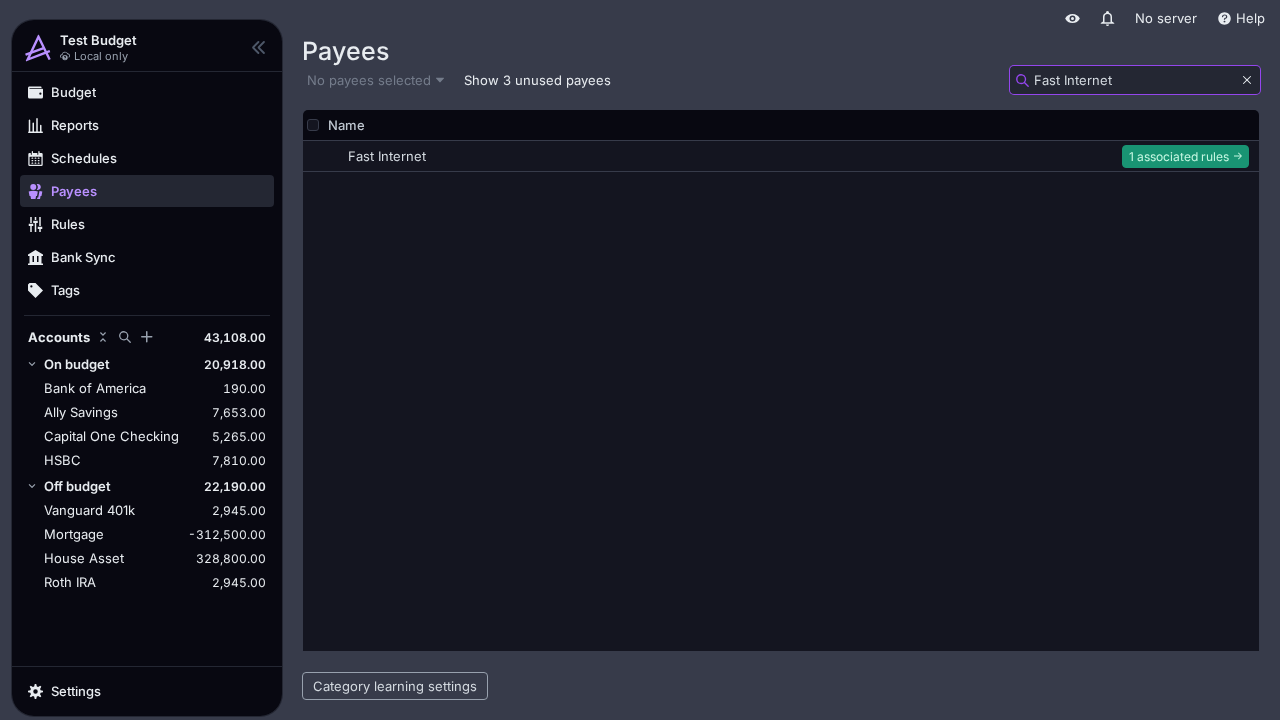 Test Budget
Local only
Budget
Reports
Schedules
Payees
Rules
Bank Sync
Tags
Accounts 43,108.00
On budget 20,918.00
Bank of America 190.00
Ally Savings 7,653.00
Capital One Checking 5,265.00
HSBC 7,810.00
Off budget 22,190.00
Vanguard 401k 2,945.00
Mortgage -312,500.00
House Asset 328,800.00
Roth IRA 2,945.00
Settings
No server
Help
Payees
No payees selected
Show 3 unused payees
Fast Internet
Name
Fast Internet
1 associated rules
Category learning settings